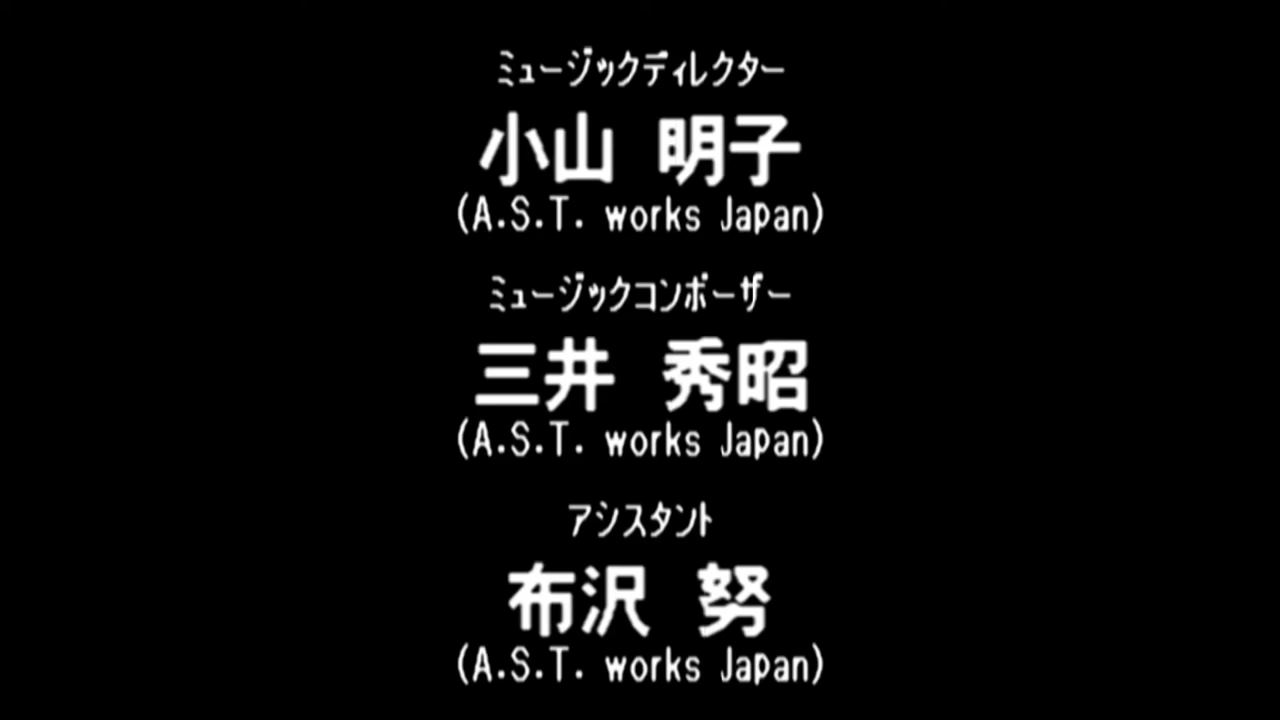 ミュージックディレクター
小山 明子
(A.S.T. works Japan)
ミュージックコンポーザー
三井 秀昭
(A.S.T. works Japan)
アシスタント
布沢 努
(A.S.T. works Japan)